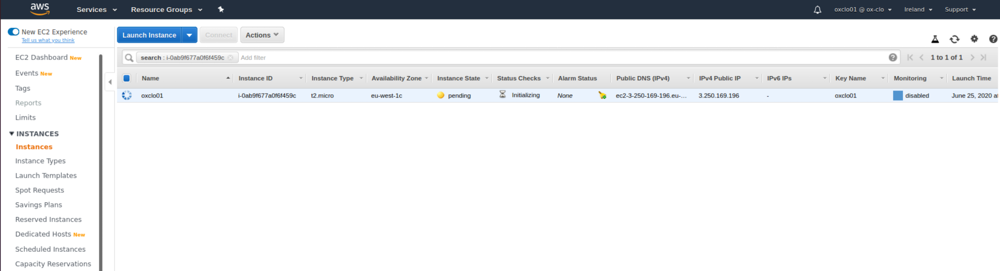 aws Services Resource Groups oxclo01 @ ox-clo Ireland Support
New EC2 Experience
Tell us what you think
Launch Instance Connect Actions
EC2 Dashboard New
Events New
Tags
Reports
Limits
INSTANCES
Instances
Instance Types
Launch Templates
Spot Requests
Savings Plans
Reserved Instances
Dedicated Hosts New
Scheduled Instances
Capacity Reservations
search : i-0ab9f677a0f6f459c Add filter 1 to 1 of 1
Name Instance ID Instance Type Availability Zone Instance State Status Checks Alarm Status Public DNS (IPv4) IPv4 Public IP IPv6 IPs Key Name Monitoring Launch Time
oxclo01 i-0ab9f677a0f6f459c t2.micro eu-west-1c pending Initializing None ec2-3-250-169-196.eu-... 3.250.169.196 - oxclo01 disabled June 25, 2020 at